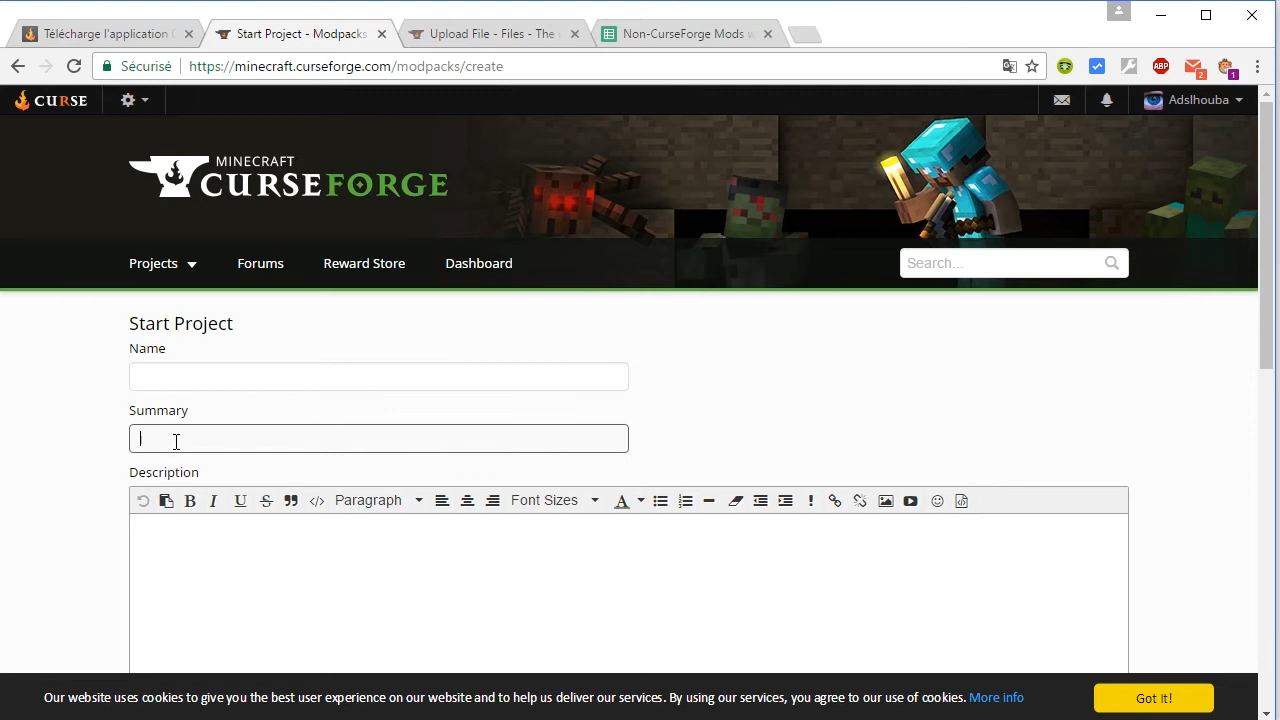 Télécharge l'application
Start Project - Modpacks
Upload File - Files - The
Non-CurseForge Mods
Sécurisé
https://minecraft.curseforge.com/modpacks/create
ABP
2
1
CURSE
Adslhouba
MINECRAFT
CURSEFORGE
Projects
Forums
Reward Store
Dashboard
Search...
Start Project
Name
Summary
Description
B I U S
Paragraph
Font Sizes
A
Our website uses cookies to give you the best user experience on our website and to help us deliver our services. By using our services, you agree to our use of cookies. More info
Got It!